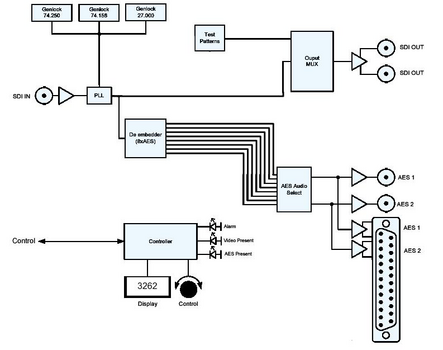 Genlock
74.250
Genlock
74.156
Genlock
27.000
Test
Patterns
Ouput
MUX
SDI OUT
SDI OUT
SDI IN
PLL
De embedder
(8xAES)
AES Audio
Select
AES 1
AES 2
AES 1
AES 2
Control
Controller
Alarm
Video Present
AES Present
3262
Display
Control